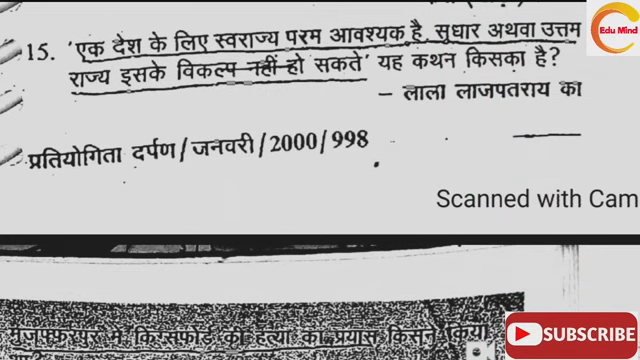 Edu Mind
15. 'एक देश के लिए स्वराज्य परम आवश्यक है, सुधार अथवा उत्तम
राज्य इसके विकल्प नहीं हो सकते' यह कथन किसका है?
– लाला लाजपतराय का
प्रतियोगिता दर्पण/जनवरी/2000/998
Scanned with Cam
मुजफ्फरपुर में किंग्सफोर्ड की हत्या का प्रयास किसने किया
SUBSCRIBE